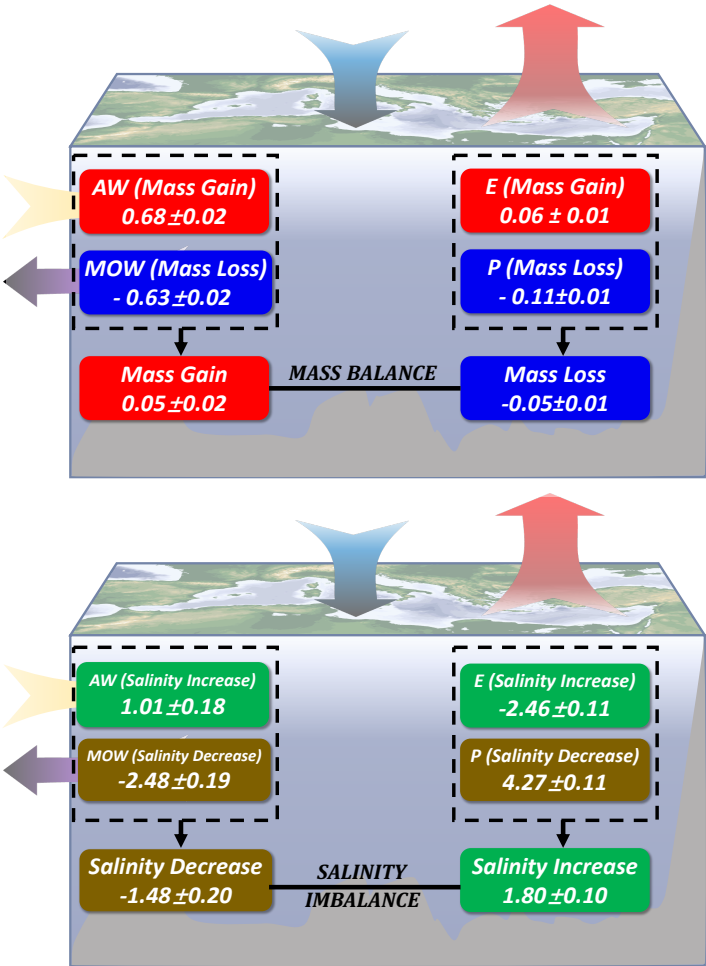 AW (Mass Gain)
0.68±0.02
E (Mass Gain)
0.06 ± 0.01
MOW (Mass Loss)
- 0.63±0.02
P (Mass Loss)
- 0.11±0.01
Mass Gain
0.05±0.02
MASS BALANCE
Mass Loss
-0.05±0.01
AW (Salinity Increase)
1.01±0.18
E (Salinity Increase)
-2.46±0.11
MOW (Salinity Decrease)
-2.48±0.19
P (Salinity Decrease)
4.27±0.11
Salinity Decrease
-1.48±0.20
SALINITY
IMBALANCE
Salinity Increase
1.80±0.10